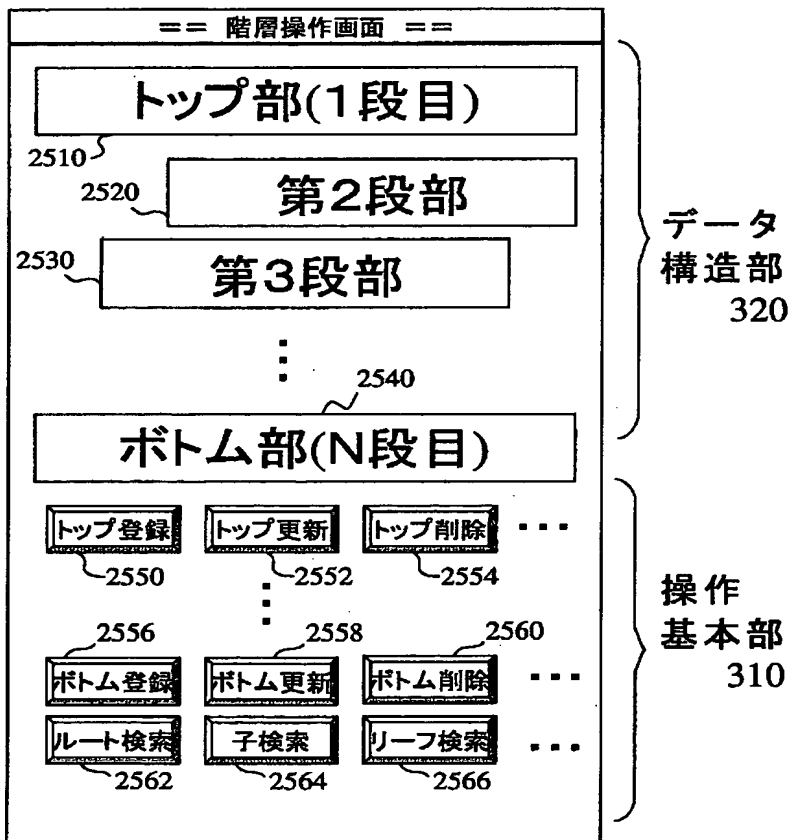 == 階層操作画面 ==
トップ部(1段目)
2510
2520
第2段部
2530
第3段部
データ
構造部
320
2540
ボトム部(N段目)
トップ登録 トップ更新 トップ削除 ・・・
2550 2552 2554
2556 2558 2560
操作
基本部
310
ボトム登録 ボトム更新 ボトム削除 ・・・
ルート検索 子検索 リーフ検索 ・・・
2562 2564 2566